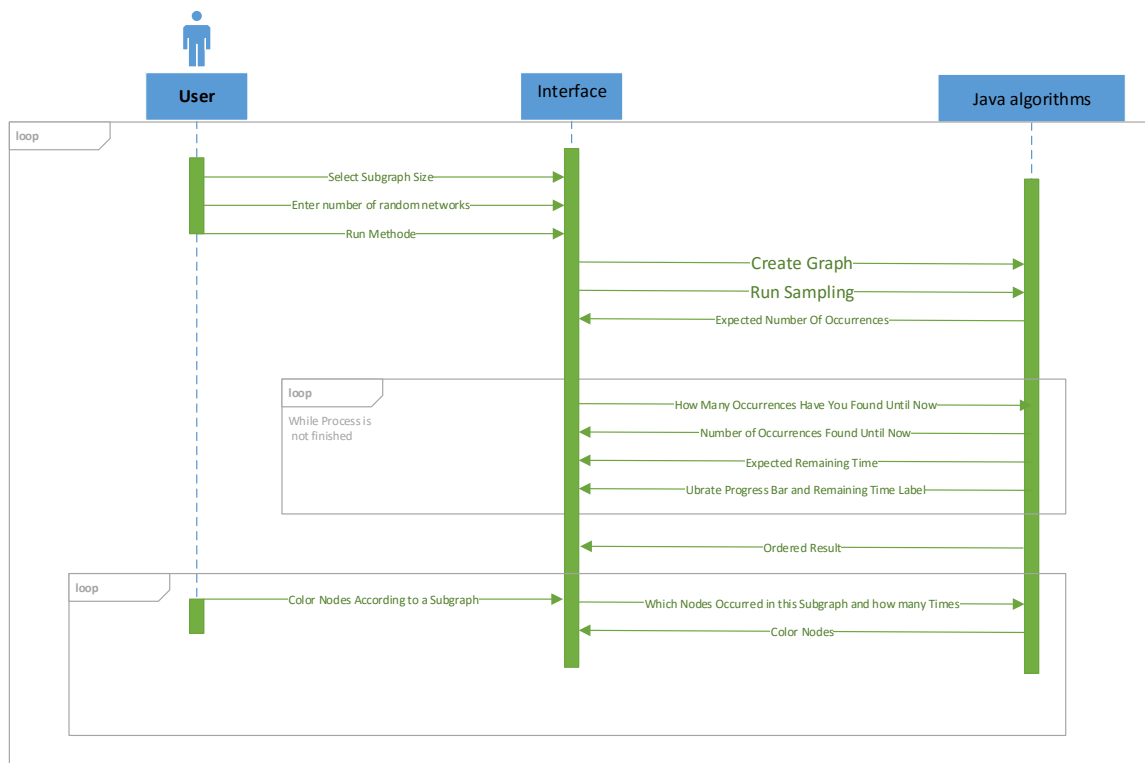 User
Interface
Java algorithms
loop
Select Subgraph Size
Enter number of random networks
Run Methode
Create Graph
Run Sampling
Expected Number Of Occurrences
loop
While Process is
not finished
How Many Occurrences Have You Found Until Now
Number of Occurrences Found Until Now
Expected Remaining Time
Ubrate Progress Bar and Remaining Time Label
Ordered Result
loop
Color Nodes According to a Subgraph
Which Nodes Occurred in this Subgraph and how many Times
Color Nodes